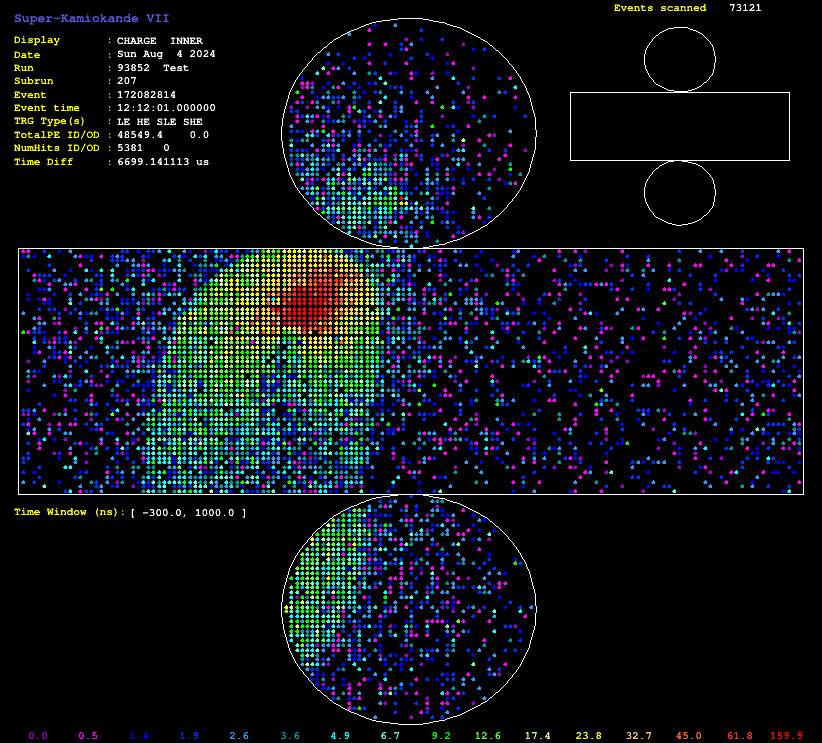 Super-Kamiokande VII
Events scanned 73121
Display : CHARGE INNER
Date : Sun Aug 4 2024
Run : 93852 Test
Subrun : 207
Event : 172082814
Event time : 12:12:01.000000
TRG Type(s) : LE HE SLE SHE
TotalPE ID/OD : 48549.4 0.0
NumHits ID/OD : 5381 0
Time Diff : 6699.141113 us
Time Window (ns): [ -300.0, 1000.0 ]
0.0 0.5 1.4 1.9 2.6 3.6 4.9 6.7 9.2 12.6 17.4 23.8 32.7 45.0 61.8 159.9